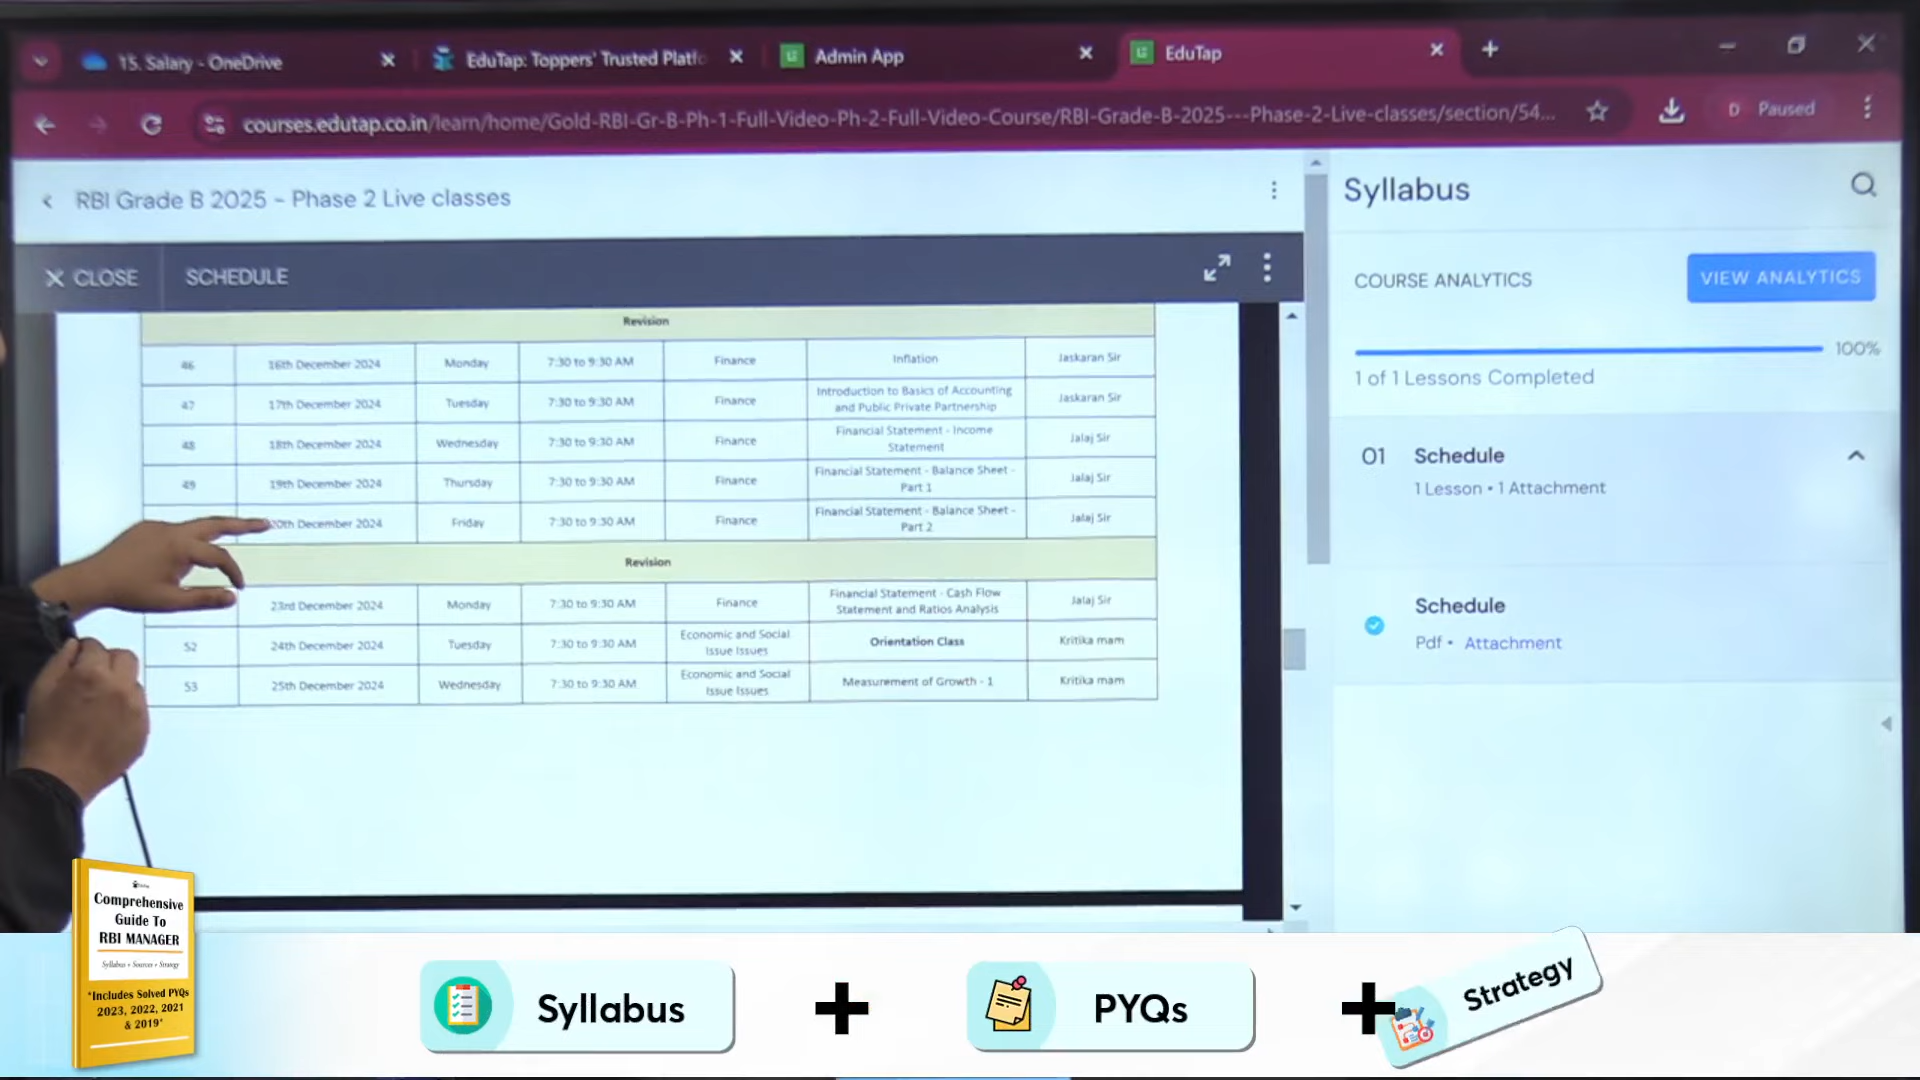 15. Salary - OneDrive
EduTap: Toppers' Trusted Platfo
Admin App
EduTap
courses.edutap.co.in/learn/home/Gold-RBI-Gr-B-Ph-1-Full-Video-Ph-2-Full-Video-Course/RBI-Grade-B-2025---Phase-2-Live-classes/section/54...
D Paused
RBI Grade B 2025 - Phase 2 Live classes
CLOSE
SCHEDULE
Revision
46 16th December 2024 Monday 7:30 to 9:30 AM Finance Inflation Jaskaran Sir
47 17th December 2024 Tuesday 7:30 to 9:30 AM Finance Introduction to Basics of Accounting and Public Private Partnership Jaskaran Sir
48 18th December 2024 Wednesday 7:30 to 9:30 AM Finance Financial Statement - Income Statement Jalaj Sir
49 19th December 2024 Thursday 7:30 to 9:30 AM Finance Financial Statement - Balance Sheet - Part 1 Jalaj Sir
20th December 2024 Friday 7:30 to 9:30 AM Finance Financial Statement - Balance Sheet - Part 2 Jalaj Sir
Revision
23rd December 2024 Monday 7:30 to 9:30 AM Finance Financial Statement - Cash Flow Statement and Ratios Analysis Jalaj Sir
52 24th December 2024 Tuesday 7:30 to 9:30 AM Economic and Social Issue Issues Orientation Class Kritika mam
53 25th December 2024 Wednesday 7:30 to 9:30 AM Economic and Social Issue Issues Measurement of Growth - 1 Kritika mam
Syllabus
COURSE ANALYTICS
VIEW ANALYTICS
100%
1 of 1 Lessons Completed
01 Schedule
1 Lesson • 1 Attachment
Schedule
Pdf • Attachment
EduTap
Comprehensive
Guide To
RBI MANAGER
Syllabus + Sources + Strategy
*Includes Solved PYQs
2023, 2022, 2021
& 2019*
Syllabus
+
PYQs
+
Strategy